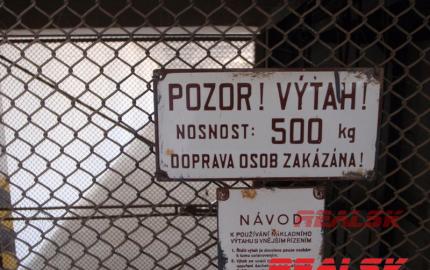 POZOR! VÝTAH!
NOSNOST: 500 kg
DOPRAVA OSOB ZAKÁZÁNA!
NÁVOD
K POUŽÍVÁNÍ NÁKLADNÍHO
VÝTAHU S VNĚJŠÍM ŘÍZENÍM
REALSK
REALSK